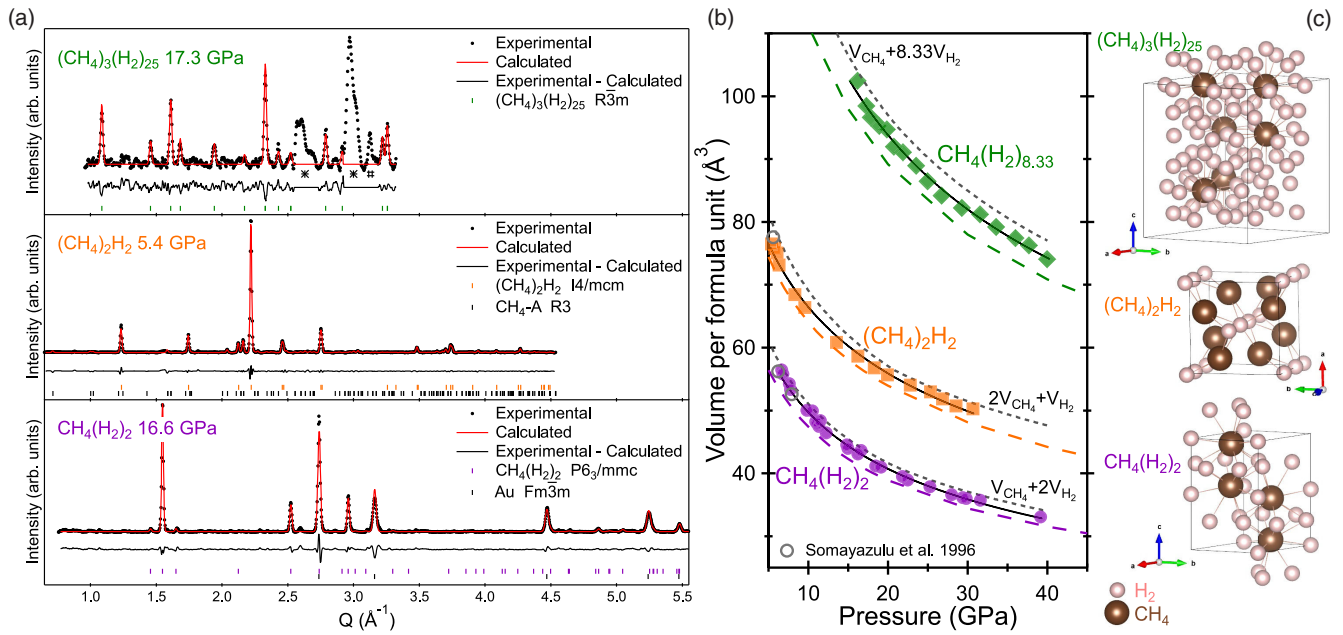 (a)
(CH4)3(H2)25 17.3 GPa
Experimental
Calculated
Experimental - Calculated
(CH4)3(H2)25 R3̅m
* * #
Intensity (arb. units)
(CH4)2H2 5.4 GPa
Experimental
Calculated
Experimental - Calculated
(CH4)2H2 I4/mcm
CH4-A R3
Intensity (arb. units)
CH4(H2)2 16.6 GPa
Experimental
Calculated
Experimental - Calculated
CH4(H2)2 P63/mmc
Au Fm3̅m
Intensity (arb. units)
1.0 1.5 2.0 2.5 3.0 3.5 4.0 4.5 5.0 5.5
Q (Å-1)
(b)
VCH4+8.33VH2
CH4(H2)8.33
(CH4)2H2
2VCH4+VH2
CH4(H2)2
VCH4+2VH2
Somayazulu et al. 1996
Volume per formula unit (Å3)
100
80
60
40
10 20 30 40
Pressure (GPa)
(c)
(CH4)3(H2)25
c
a b
(CH4)2H2
a
b c
CH4(H2)2
c
a b
H2
CH4